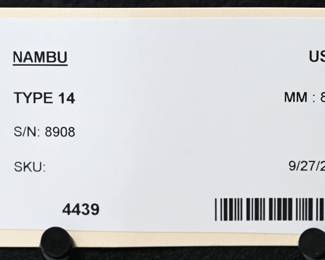 NAMBU US
TYPE 14 MM : 8
S/N: 8908
SKU: 9/27/2
4439